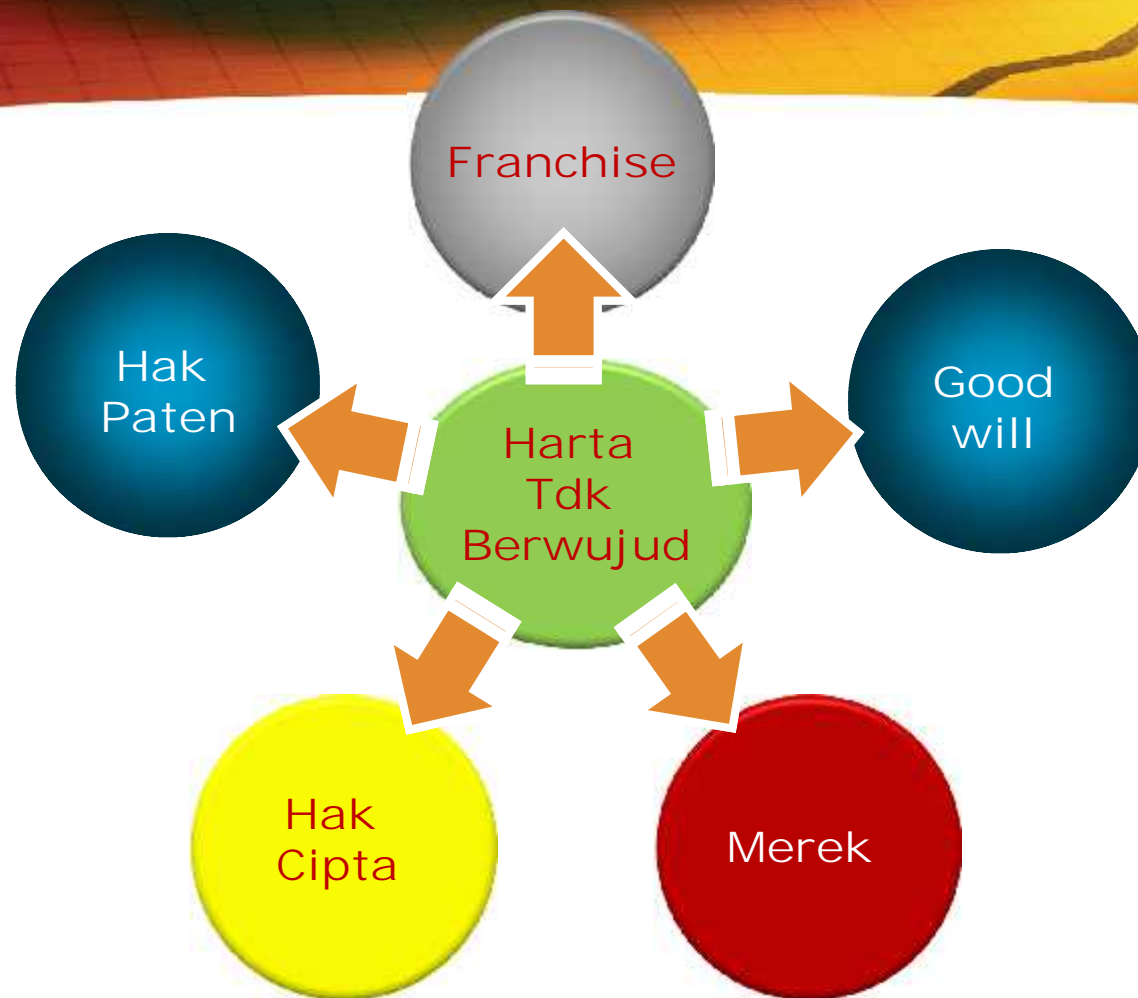 Franchise
Hak
Paten
Good
will
Harta
Tdk
Berwujud
Hak
Cipta
Merek